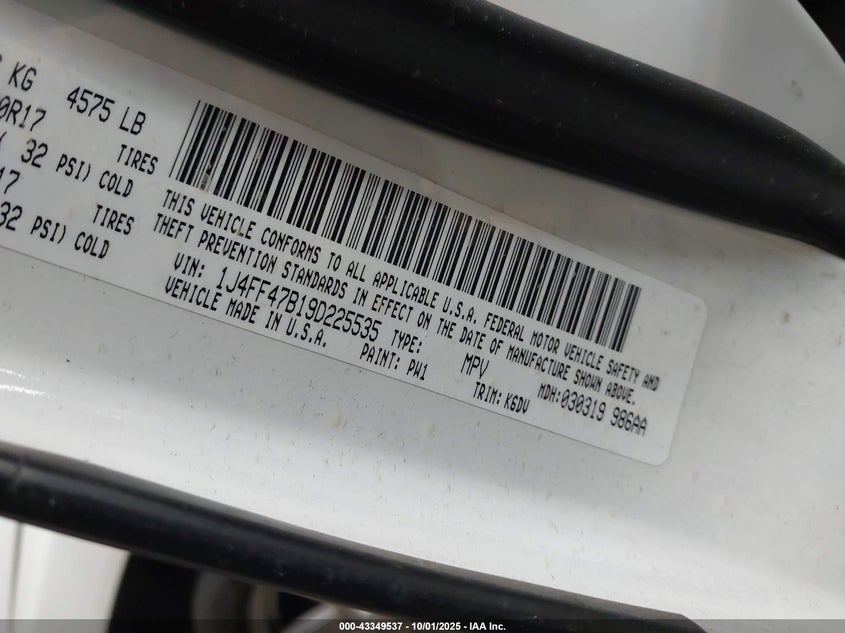 KG 4575 LB
0R17 TIRES
32 PSI) COLD
17 TIRES
32 PSI) COLD
THIS VEHICLE CONFORMS TO ALL APPLICABLE U.S.A. FEDERAL MOTOR VEHICLE SAFETY AND
THEFT PREVENTION STANDARDS IN EFFECT ON THE DATE OF MANUFACTURE SHOWN ABOVE.
VIN: 1J4FF47B19D225535 TYPE: MPV MDH:030319 986AA
VEHICLE MADE IN U.S.A. PAINT: PW1 TRIM: K6DV
000-43349537 - 10/01/2025 - IAA Inc.